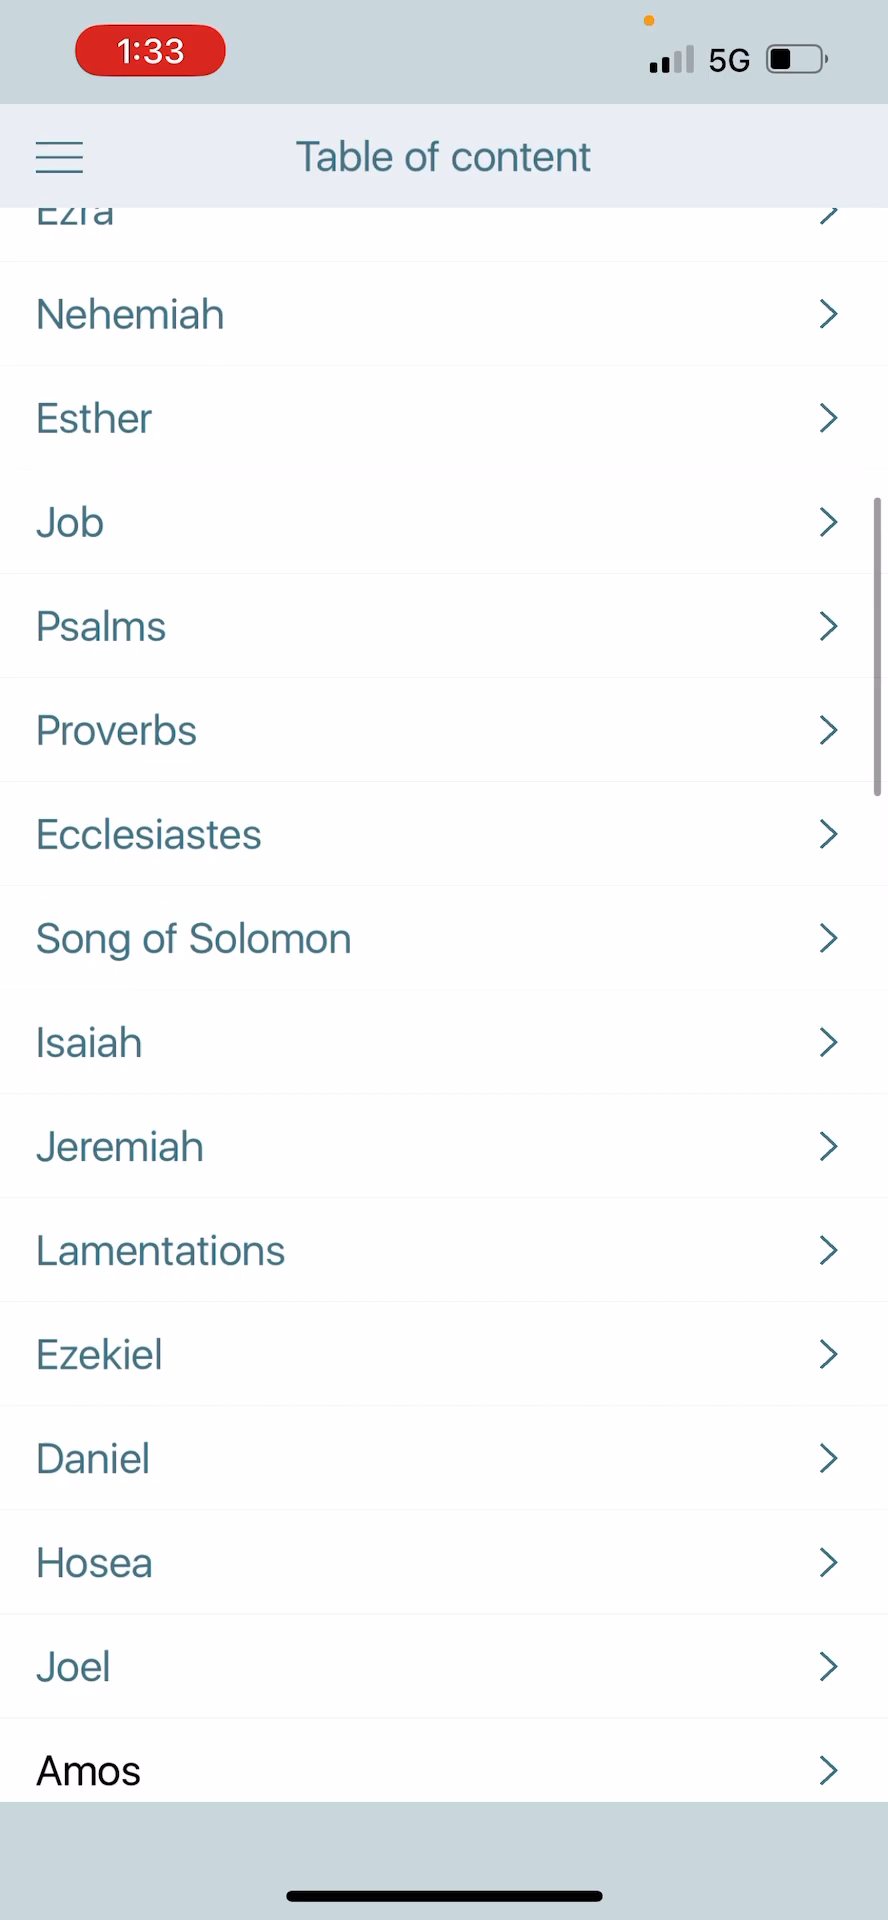 1:33
5G
Table of content
Ezra
Nehemiah
Esther
Job
Psalms
Proverbs
Ecclesiastes
Song of Solomon
Isaiah
Jeremiah
Lamentations
Ezekiel
Daniel
Hosea
Joel
Amos